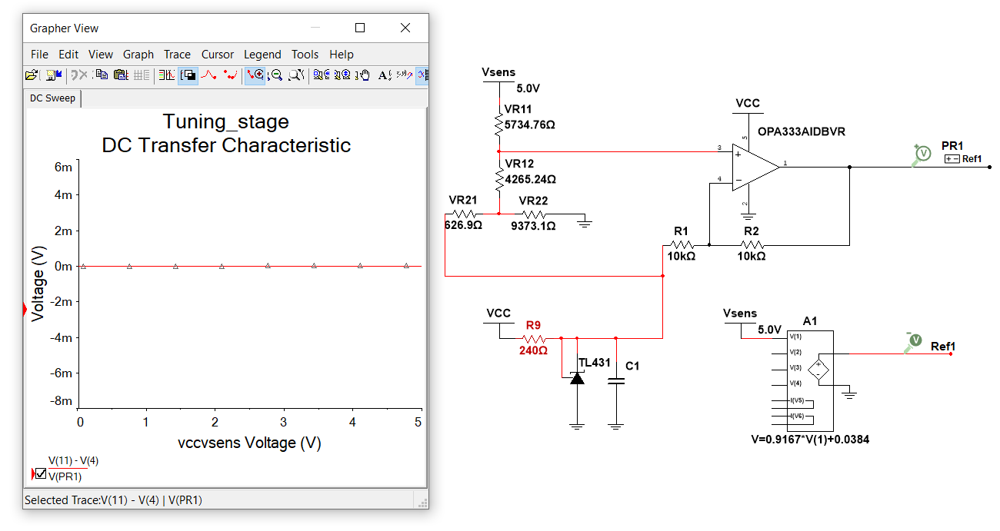 Grapher View
File Edit View Graph Trace Cursor Legend Tools Help
DC Sweep
Tuning_stage
DC Transfer Characteristic
6m
4m
2m
0m
-2m
-4m
-6m
-8m
Voltage (V)
0 1 2 3 4 5
vccvsens Voltage (V)
V(11) - V(4)
V(PR1)
Selected Trace:V(11) - V(4) | V(PR1)
Vsens
5.0V
VR11
5734.76Ω
VR12
4265.24Ω
VR21
626.9Ω
VR22
9373.1Ω
VCC
OPA333AIDBVR
3
4
5
2
1
+
−
PR1
V
+ - Ref1
R1
10kΩ
R2
10kΩ
VCC
R9
240Ω
TL431
C1
Vsens
5.0V
A1
V(1)
V(2)
V(3)
V(4)
I(V5)
I(V6)
V
Ref1
V=0.9167*V(1)+0.0384